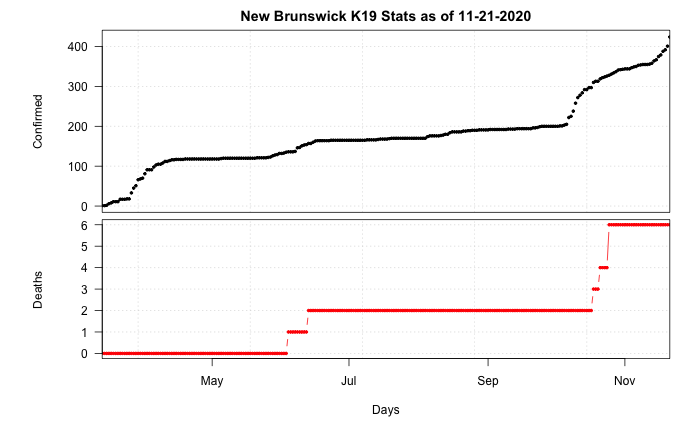 New Brunswick K19 Stats as of 11-21-2020
Confirmed
400
300
200
100
0
Deaths
6
5
4
3
2
1
0
May Jul Sep Nov
Days